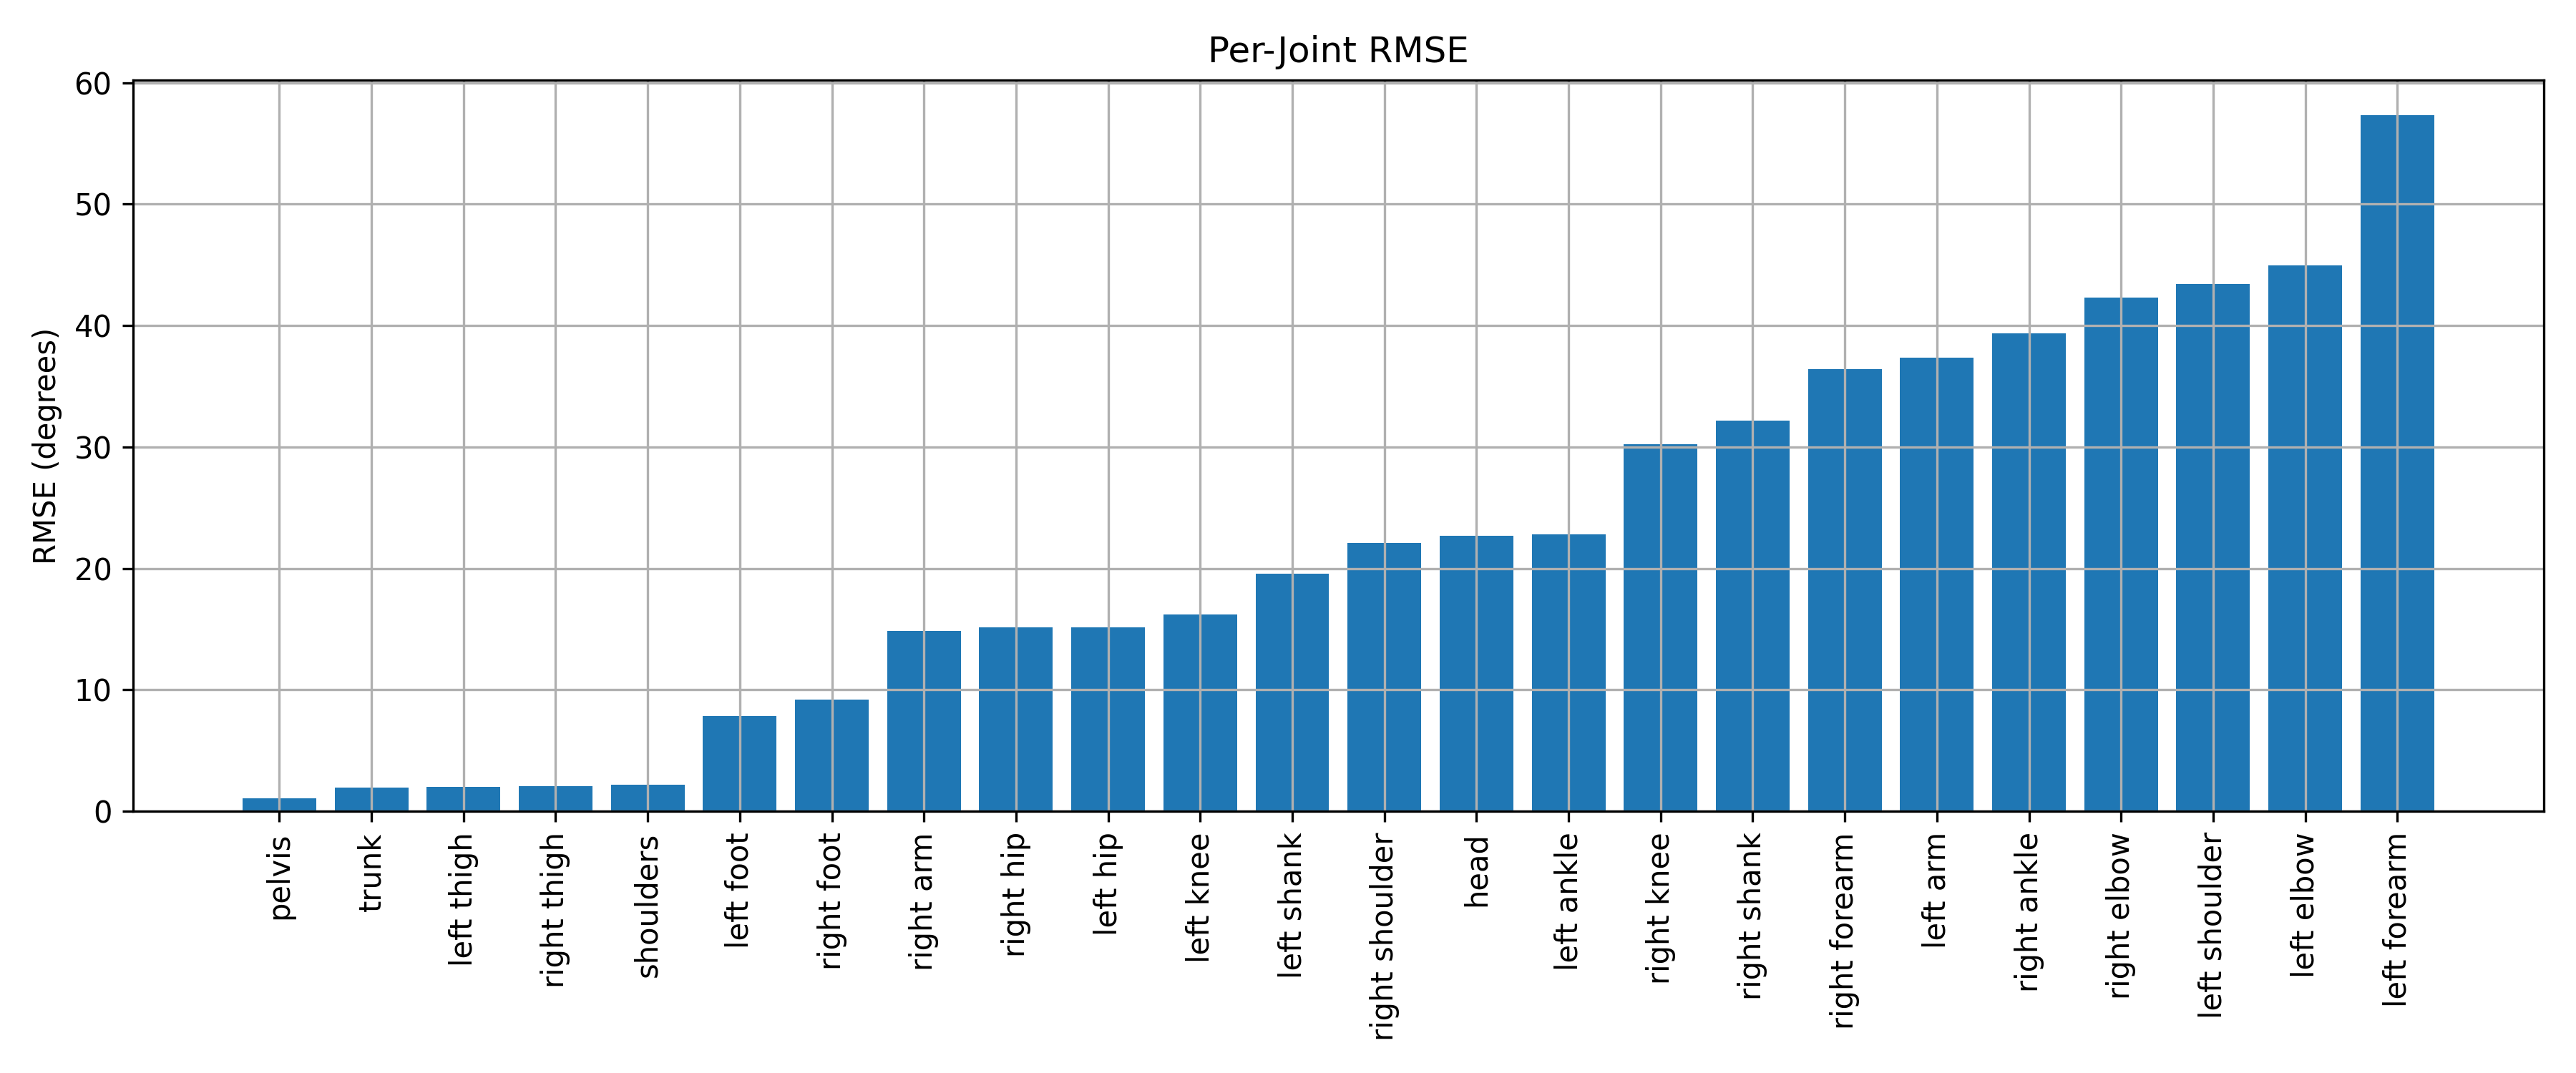 Per-Joint RMSE
RMSE (degrees)
60
50
40
30
20
10
0
pelvis
trunk
left thigh
right thigh
shoulders
left foot
right foot
right arm
right hip
left hip
left knee
left shank
right shoulder
head
left ankle
right knee
right shank
right forearm
left arm
right ankle
right elbow
left shoulder
left elbow
left forearm